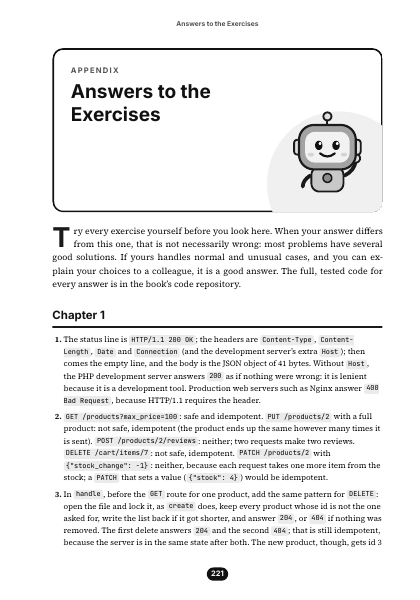 Answers to the Exercises
APPENDIX
Answers to the
Exercises
Try every exercise yourself before you look here. When your answer differs
from this one, that is not necessarily wrong: most problems have several
good solutions. If yours handles normal and unusual cases, and you can ex-
plain your choices to a colleague, it is a good answer. The full, tested code for
every answer is in the book's code repository.
Chapter 1
1. The status line is HTTP/1.1 200 OK; the headers are Content-Type, Content-
Length, Date and Connection (and the development server's extra Host); then
comes the empty line, and the body is the JSON object of 41 bytes. Without Host,
the PHP development server answers 200 as if nothing were wrong: it is lenient
because it is a development tool. Production web servers such as Nginx answer 400
Bad Request, because HTTP/1.1 requires the header.
2. GET /products?max_price=100: safe and idempotent. PUT /products/2 with a full
product: not safe, idempotent (the product ends up the same however many times it
is sent). POST /products/2/reviews: neither; two requests make two reviews.
DELETE /cart/items/7: not safe, idempotent. PATCH /products/2 with
{"stock_change": -1}: neither, because each request takes one more item from the
stock; a PATCH that sets a value ({"stock": 4}) would be idempotent.
3. In handle, before the GET route for one product, add the same pattern for DELETE:
open the file and lock it, as create does, keep every product whose id is not the one
asked for, write the list back if it got shorter, and answer 204, or 404 if nothing was
removed. The first delete answers 204 and the second 404; that is still idempotent,
because the server is in the same state after both. The new product, though, gets id 3
221